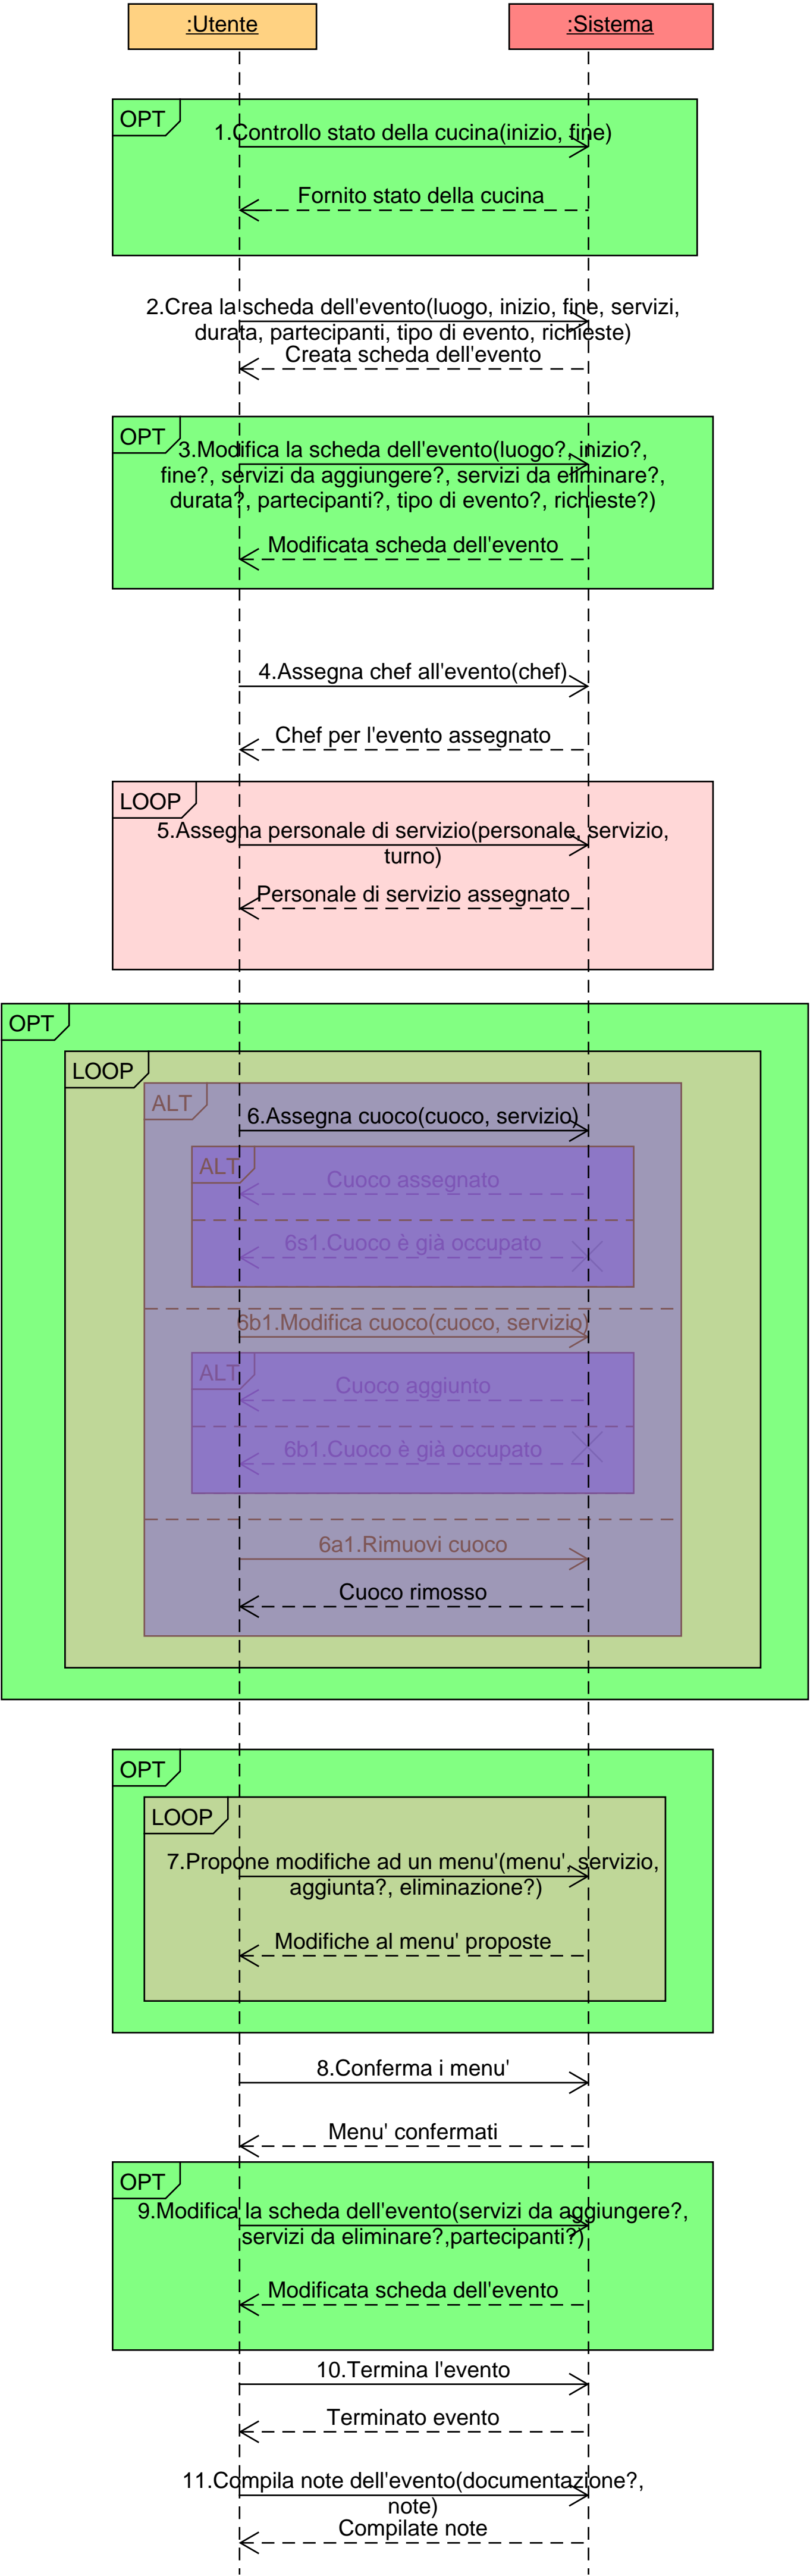 :Utente
:Sistema
OPT
1.Controllo stato della cucina(inizio, fine)
Fornito stato della cucina
2.Crea la scheda dell'evento(luogo, inizio, fine, servizi,
durata, partecipanti, tipo di evento, richieste)
Creata scheda dell'evento
OPT
3.Modifica la scheda dell'evento(luogo?, inizio?,
fine?, servizi da aggiungere?, servizi da eliminare?,
durata?, partecipanti?, tipo di evento?, richieste?)
Modificata scheda dell'evento
4.Assegna chef all'evento(chef)
Chef per l'evento assegnato
LOOP
5.Assegna personale di servizio(personale, servizio,
turno)
Personale di servizio assegnato
OPT
LOOP
ALT
6.Assegna cuoco(cuoco, servizio)
ALT
Cuoco assegnato
6s1.Cuoco è già occupato
6b1.Modifica cuoco(cuoco, servizio)
ALT
Cuoco aggiunto
6b1.Cuoco è già occupato
6a1.Rimuovi cuoco
Cuoco rimosso
OPT
LOOP
7.Propone modifiche ad un menu'(menu', servizio,
aggiunta?, eliminazione?)
Modifiche al menu' proposte
8.Conferma i menu'
Menu' confermati
OPT
9.Modifica la scheda dell'evento(servizi da aggiungere?,
servizi da eliminare?,partecipanti?)
Modificata scheda dell'evento
10.Termina l'evento
Terminato evento
11.Compila note dell'evento(documentazione?,
note)
Compilate note